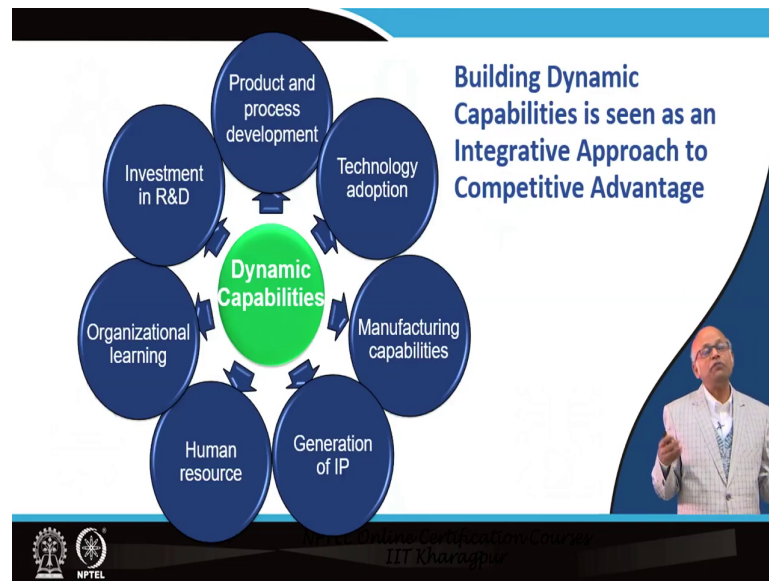 Building Dynamic
Capabilities is seen as an
Integrative Approach to
Competitive Advantage
Product and
process
development
Technology
adoption
Manufacturing
capabilities
Generation
of IP
Human
resource
Organizational
learning
Investment
in R&D
Dynamic
Capabilities
NPTEL
NPTEL Online Certification Courses
IIT Kharagpur